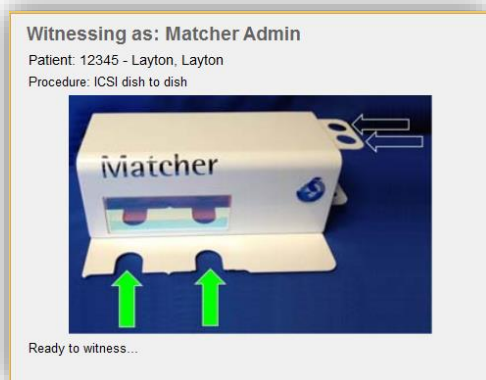 Witnessing as: Matcher Admin
Patient: 12345 - Layton, Layton
Procedure: ICSI dish to dish
Matcher
Ready to witness...